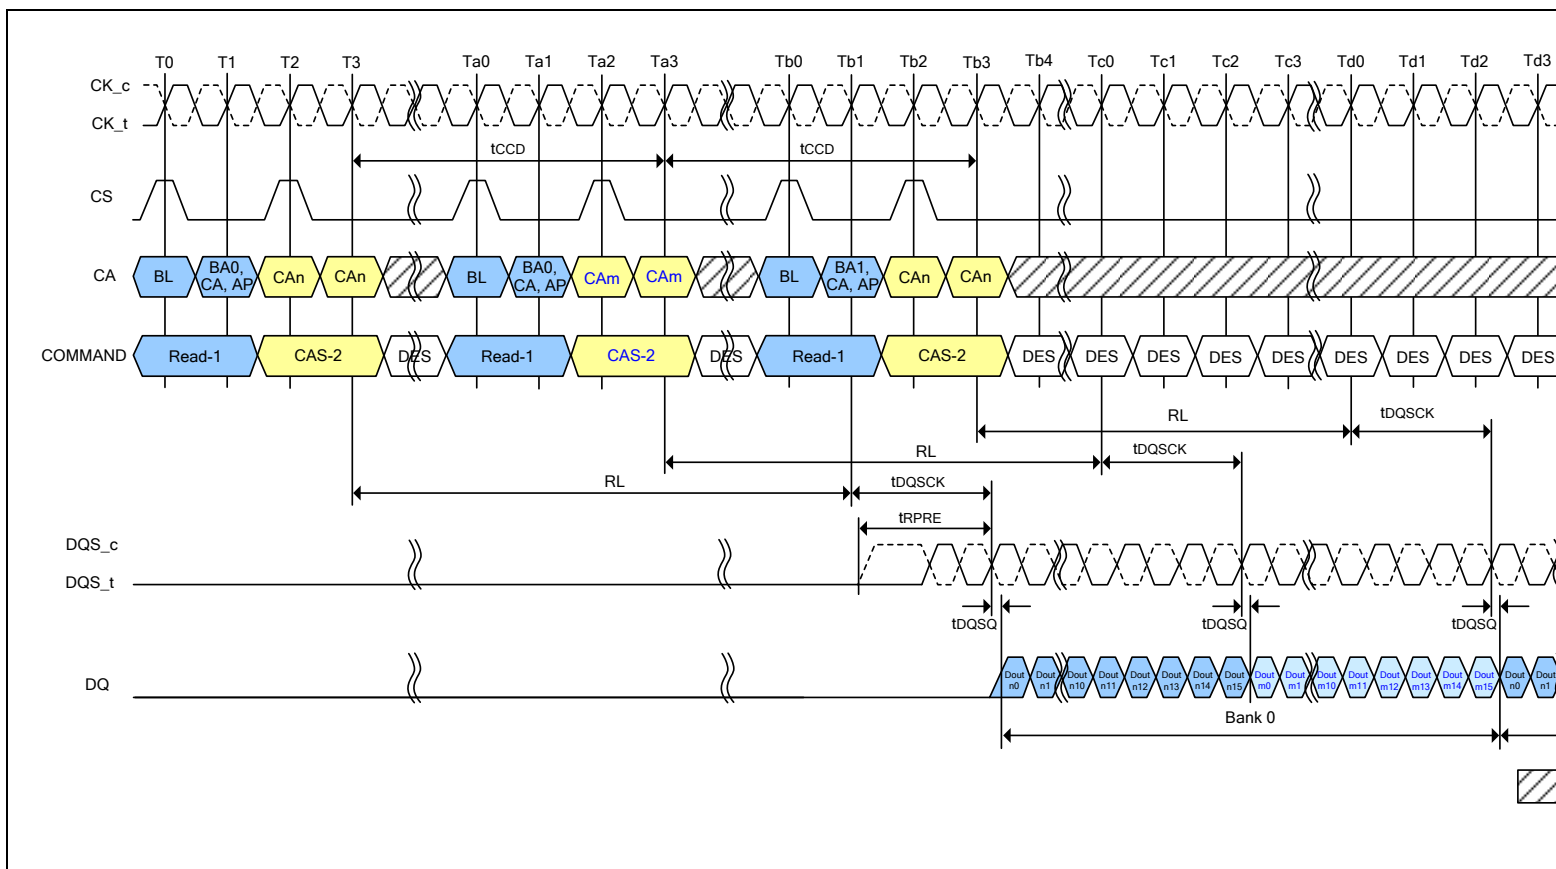 T0 T1 T2 T3 Ta0 Ta1 Ta2 Ta3 Tb0 Tb1 Tb2 Tb3 Tb4 Tc0 Tc1 Tc2 Tc3 Td0 Td1 Td2 Td3
CK_c
CK_t
tCCD tCCD
CS
CA BL BA0, CA, AP CAn CAn BL BA0, CA, AP CAm CAm BL BA1, CA, AP CAn CAn
COMMAND Read-1 CAS-2 DES Read-1 CAS-2 DES Read-1 CAS-2 DES DES DES DES DES DES DES DES DES
RL tDQSCK
RL tDQSCK
RL tDQSCK
tRPRE
DQS_c
DQS_t
tDQSQ tDQSQ tDQSQ
DQ Dout n0 Dout n1 Dout n10 Dout n11 Dout n12 Dout n13 Dout n14 Dout n15 Dout m0 Dout m1 Dout m10 Dout m11 Dout m12 Dout m13 Dout m14 Dout m15 Dout n0 Dout n1
Bank 0